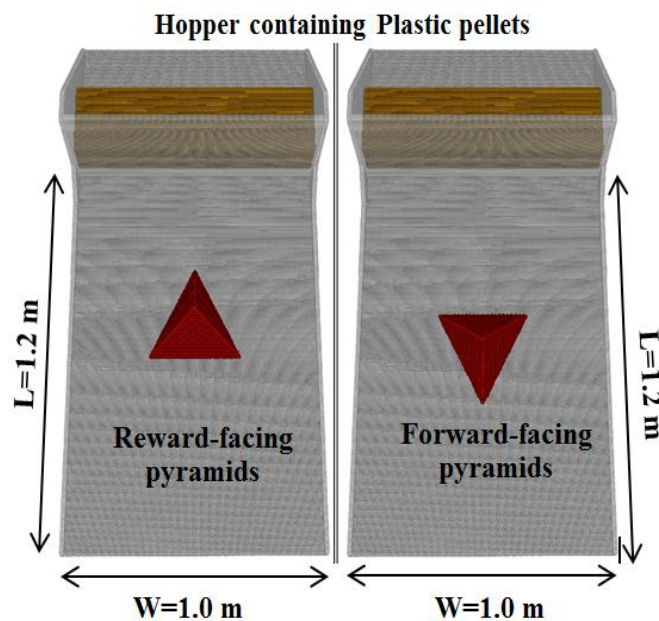 Hopper containing Plastic pellets
L=1.2 m
Reward-facing
pyramids
W=1.0 m
Forward-facing
pyramids
L=1.2 m
W=1.0 m